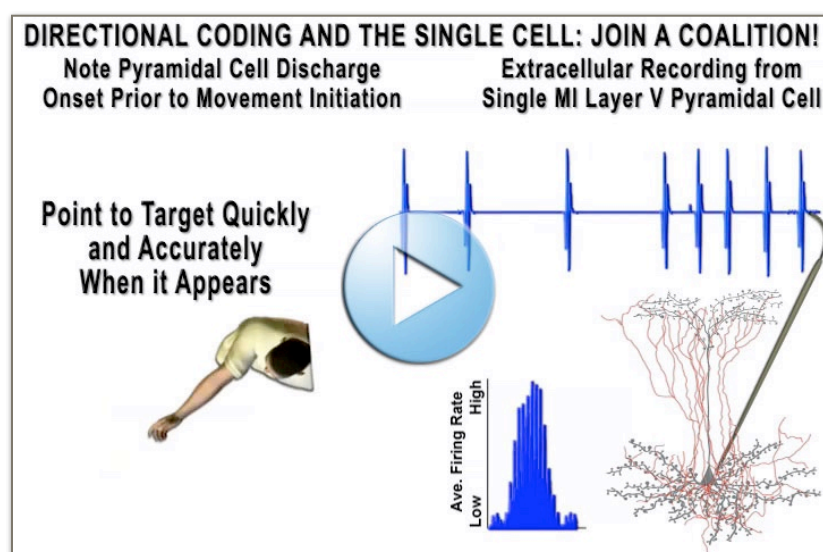 DIRECTIONAL CODING AND THE SINGLE CELL: JOIN A COALITION!
Note Pyramidal Cell Discharge
Onset Prior to Movement Initiation
Extracellular Recording from
Single MI Layer V Pyramidal Cell
Point to Target Quickly
and Accurately
When it Appears
Ave. Firing Rate
Low
High